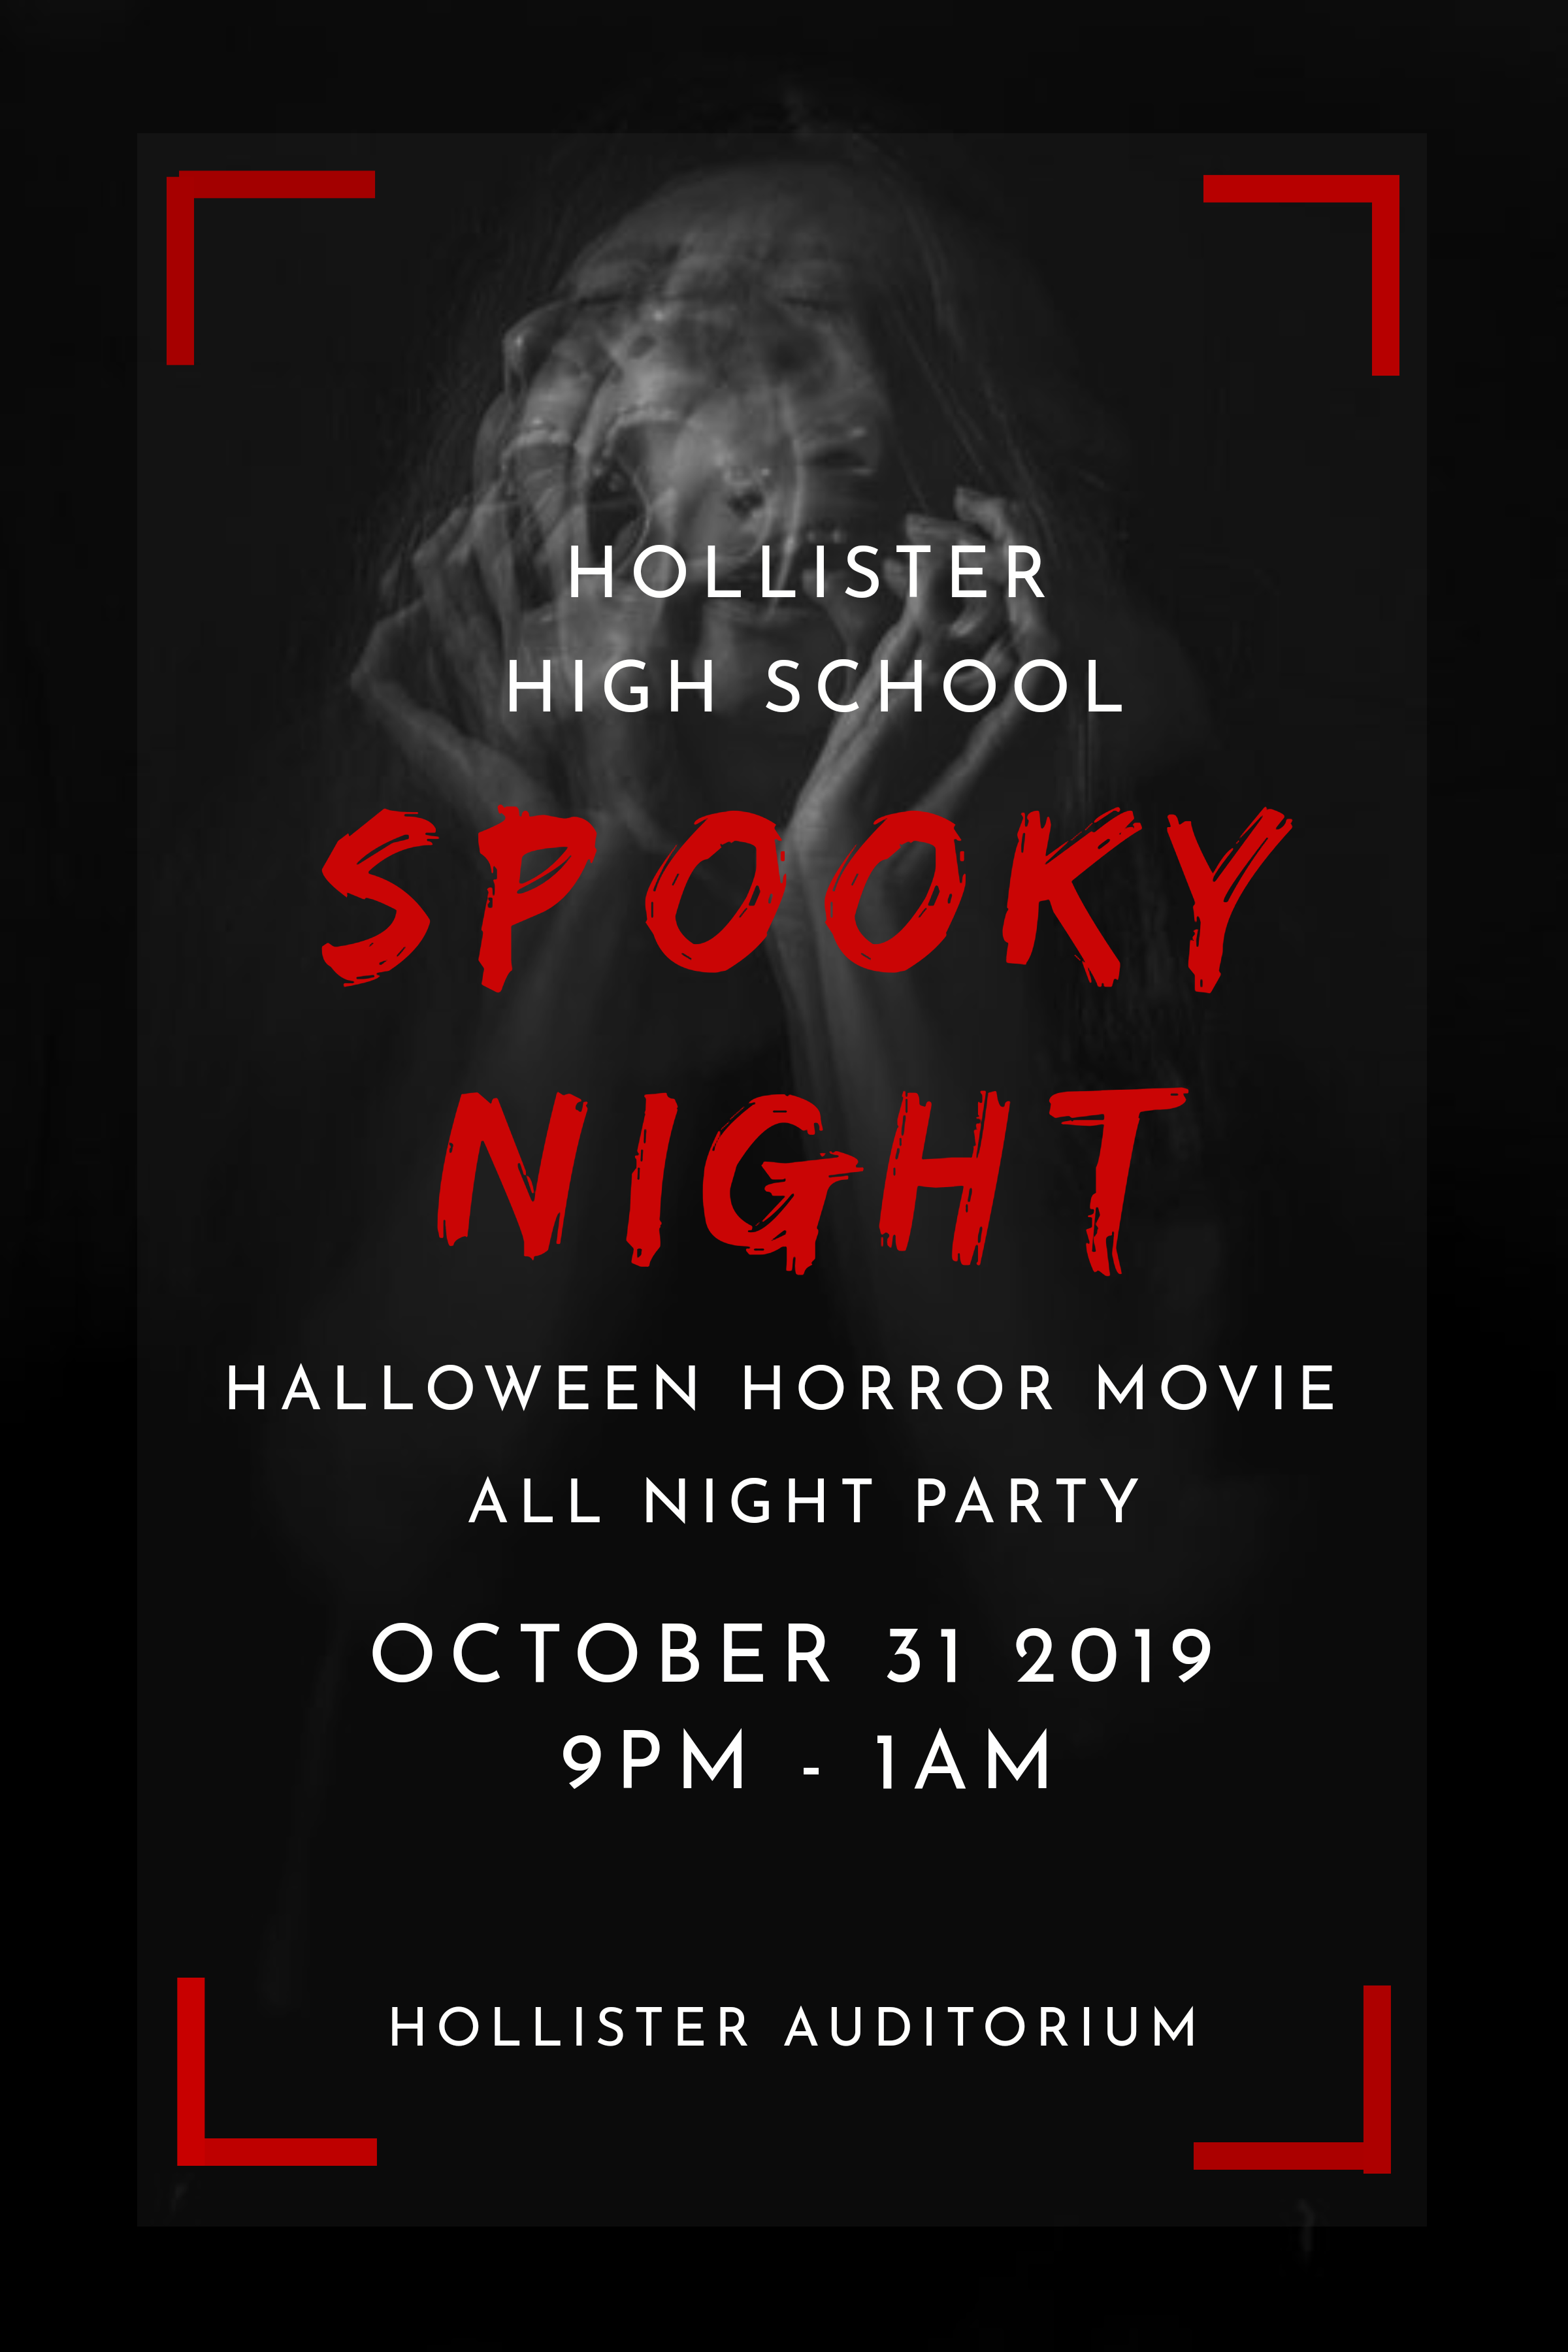 HOLLISTER
HIGH SCHOOL
SPOOKY
NIGHT
HALLOWEEN HORROR MOVIE
ALL NIGHT PARTY
OCTOBER 31 2019
9PM - 1AM
HOLLISTER AUDITORIUM